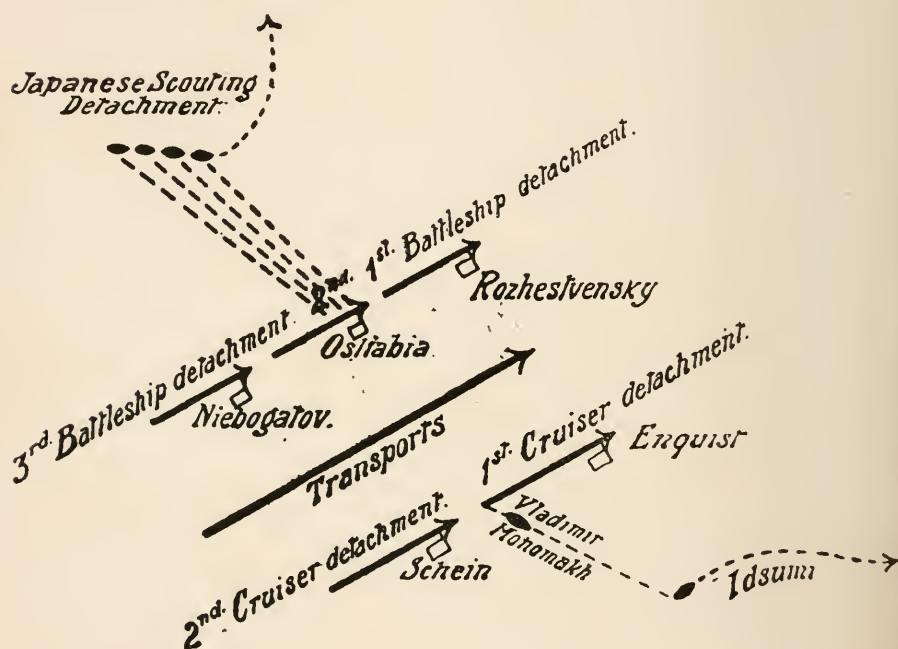 Japanese Scouting
Detachment.
1st. Battleship detachment.
Rozhestvensky
2nd.
Osliabia
3rd. Battleship detachment.
Niebogatov.
Transports
1st. Cruiser detachment.
Enquist
Vladimir
Monomakh
2nd. Cruiser detachment.
Schein
Idsumi